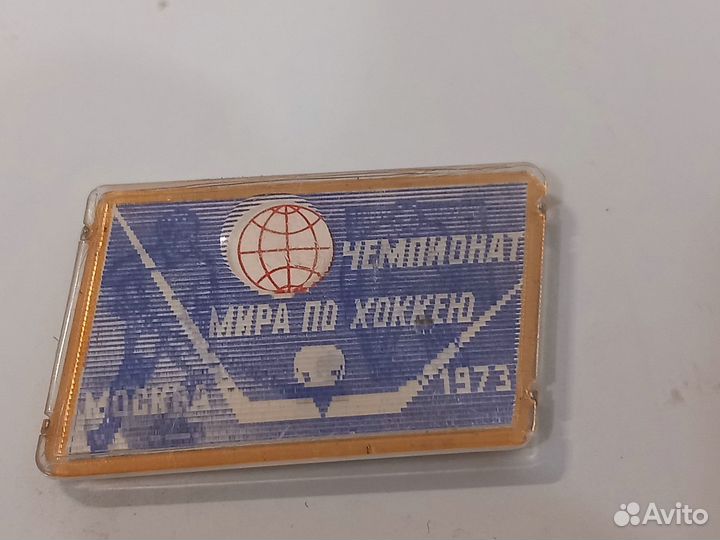 ЧЕМПИОНАТ
МИРА ПО ХОККЕЮ
МОСКВА 1973
Avito